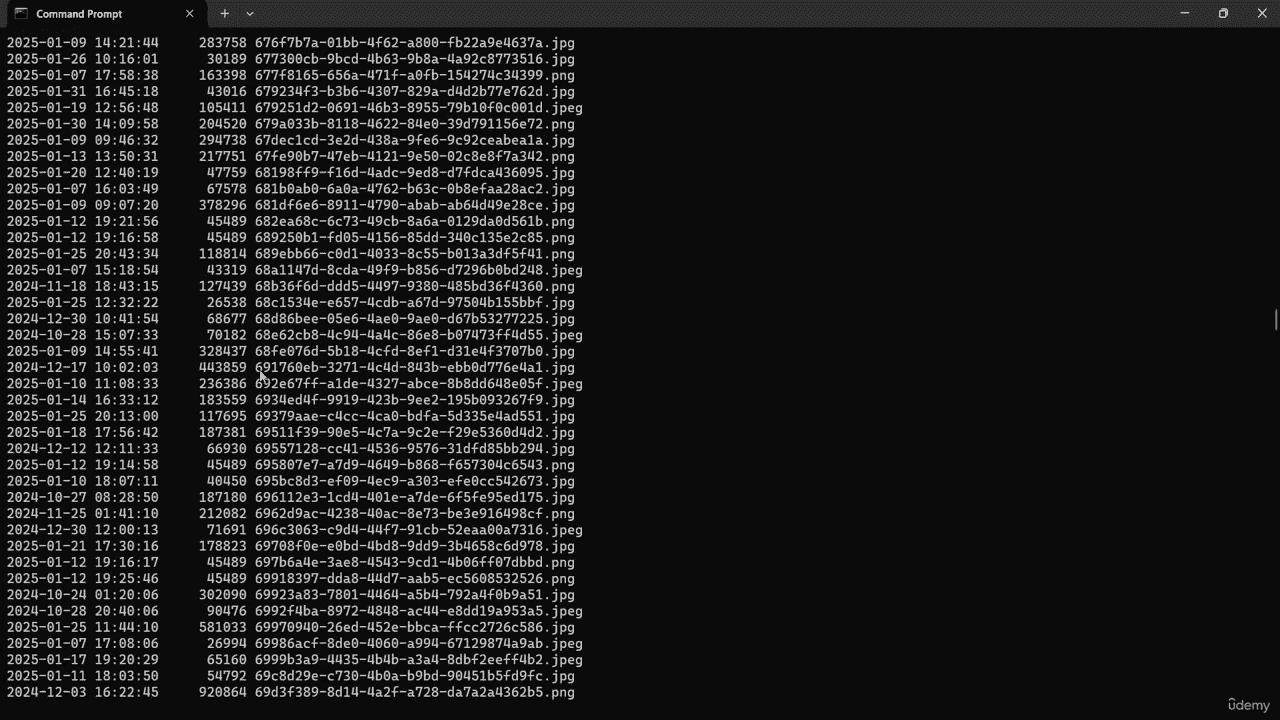 Command Prompt
2025-01-09 14:21:44     283758 676f7b7a-01bb-4f62-a800-fb22a9e4637a.jpg
2025-01-26 10:16:01      30189 677300cb-9bcd-4b63-9b8a-4a92c8773516.jpg
2025-01-07 17:58:38     163398 677f8165-656a-471f-a0fb-154274c34399.png
2025-01-31 16:45:18      43016 679234f3-b3b6-4307-829a-d4d2b77e762d.jpg
2025-01-19 12:56:48     105411 679251d2-0691-46b3-8955-79b10f0c001d.jpeg
2025-01-30 14:09:58     204520 679a033b-8118-4622-84e0-39d791156e72.png
2025-01-09 09:46:32     294738 67dec1cd-3e2d-438a-9fe6-9c92ceabea1a.jpg
2025-01-13 13:50:31     217751 67fe90b7-47eb-4121-9e50-02c8e8f7a342.png
2025-01-20 12:40:19      47759 68198ff9-f16d-4adc-9ed8-d7fdca436095.jpg
2025-01-07 16:03:49      67578 681b0ab0-6a0a-4762-b63c-0b8efaa28ac2.jpg
2025-01-09 09:07:20     378296 681df6e6-8911-4790-abab-ab64d49e28ce.jpg
2025-01-12 19:21:56      45489 682ea68c-6c73-49cb-8a6a-0129da0d561b.png
2025-01-12 19:16:58      45489 689250b1-fd05-4156-85dd-340c135e2c85.png
2025-01-25 20:43:34     118814 689ebb66-c0d1-4033-8c55-b013a3df5f41.png
2025-01-07 15:18:54      43319 68a1147d-8cda-49f9-b856-d7296b0bd248.jpeg
2024-11-18 18:43:15     127439 68b36f6d-ddd5-4497-9380-485bd36f4360.png
2025-01-25 12:32:22      26538 68c1534e-e657-4cdb-a67d-97504b155bbf.jpg
2024-12-30 10:41:54      68677 68d86bee-05e6-4ae0-9ae0-d67b53277225.jpg
2024-10-28 15:07:33      70182 68e62cb8-4c94-4a4c-86e8-b07473ff4d55.jpeg
2025-01-09 14:55:41     328437 68fe076d-5b18-4cfd-8ef1-d31e4f3707b0.jpg
2024-12-17 10:02:03     443859 691760eb-3271-4c4d-843b-ebb0d776e4a1.jpg
2025-01-10 11:08:33     236386 692e67ff-a1de-4327-abce-8b8dd648e05f.jpeg
2025-01-14 16:33:12     183559 6934ed4f-9919-423b-9ee2-195b093267f9.jpg
2025-01-25 20:13:00     117695 69379aae-c4cc-4ca0-bdfa-5d335e4ad551.jpg
2025-01-18 17:56:42     187381 69511f39-90e5-4c7a-9c2e-f29e5360d4d2.jpg
2024-12-12 12:11:33      66930 69557128-cc41-4536-9576-31dfd85bb294.jpg
2025-01-12 19:14:58      45489 695807e7-a7d9-4649-b868-f657304c6543.png
2025-01-10 18:07:11      40450 695bc8d3-ef09-4ec9-a303-efe0cc542673.jpg
2024-10-27 08:28:50     187180 696112e3-1cd4-401e-a7de-6f5fe95ed175.jpg
2024-11-25 01:41:10     212082 6962d9ac-4238-40ac-8e73-be3e916498cf.png
2024-12-30 12:00:13      71691 696c3063-c9d4-44f7-91cb-52eaa00a7316.jpeg
2025-01-21 17:30:16     178823 69708f0e-e0bd-4bd8-9dd9-3b4658c6d978.jpg
2025-01-12 19:16:17      45489 697b6a4e-3ae8-4543-9cd1-4b06ff07dbbd.png
2025-01-12 19:25:46      45489 69918397-dda8-44d7-aab5-ec5608532526.png
2024-10-24 01:20:06     302090 69923a83-7801-4464-a5b4-792a4f0b9a51.jpg
2024-10-28 20:40:06      90476 6992f4ba-8972-4848-ac44-e8dd19a953a5.jpeg
2025-01-25 11:44:10     581033 69970940-26ed-452e-bbca-ffcc2726c586.jpg
2025-01-07 17:08:06      26994 69986acf-8de0-4060-a994-67129874a9ab.jpeg
2025-01-17 19:20:29      65160 6999b3a9-4435-4b4b-a3a4-8dbf2eeff4b2.jpeg
2025-01-11 18:03:50      54792 69c8d29e-c730-4b0a-b9bd-90451b5fd9fc.jpg
2024-12-03 16:22:45     920864 69d3f389-8d14-4a2f-a728-da7a2a4362b5.png
ûdemy